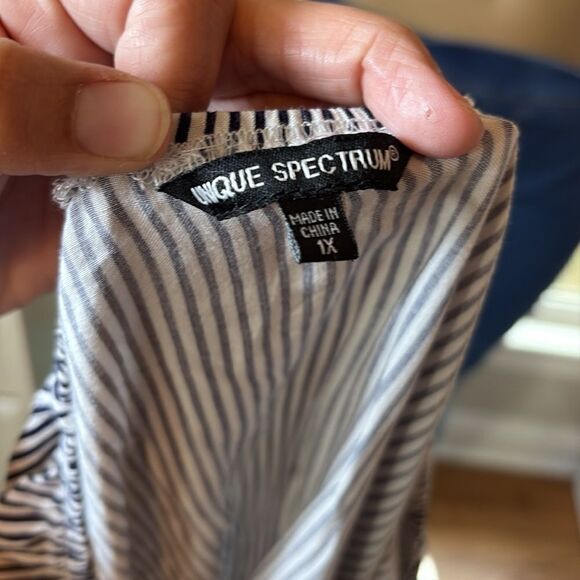 UNIQUE SPECTRUM®
MADE IN
CHINA
1X